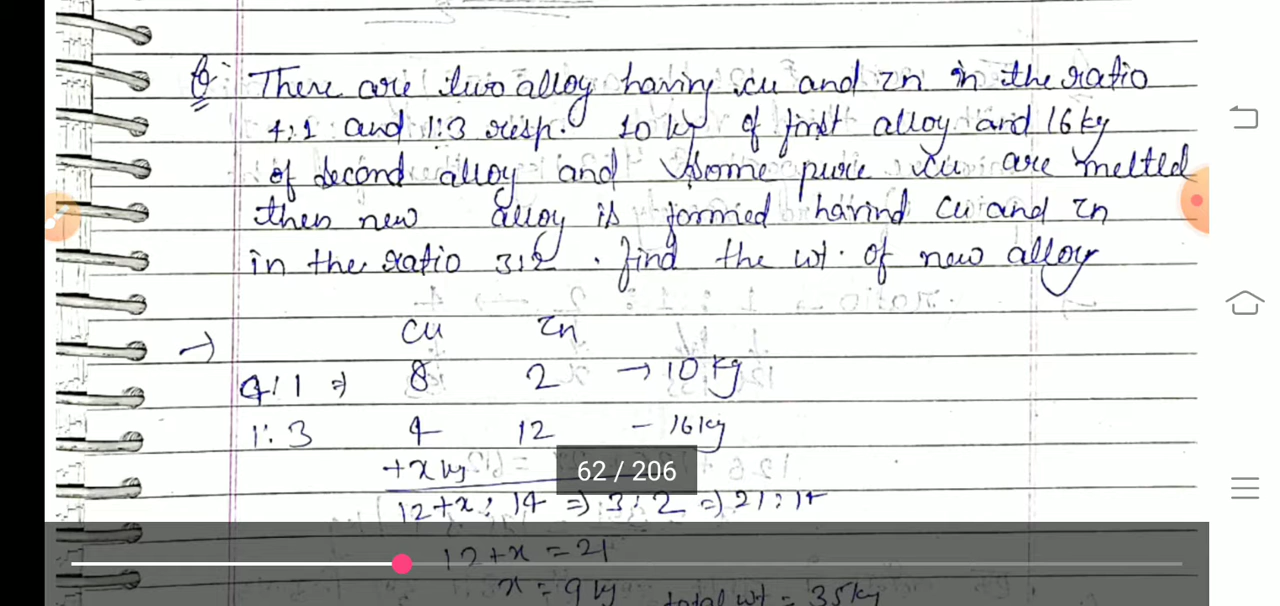 Q:- There are two alloy having cu and zn in the ratio
4:1 and 1:3 resp. 10 kg of first alloy and 16 kg
of second alloy and some pure cu are melted
then new alloy is formed havind cu and zn
in the ratio 3:2 . find the wt. of new alloy
→ cu zn
4:1 ⇒ 8 2 → 10 kg
1:3 4 12 - 16 kg
+x kg
62 / 206
12+x : 14 ⇒ 3:2 ⇒ 21:14
12+x = 21
x = 9 kg total wt = 35 kg